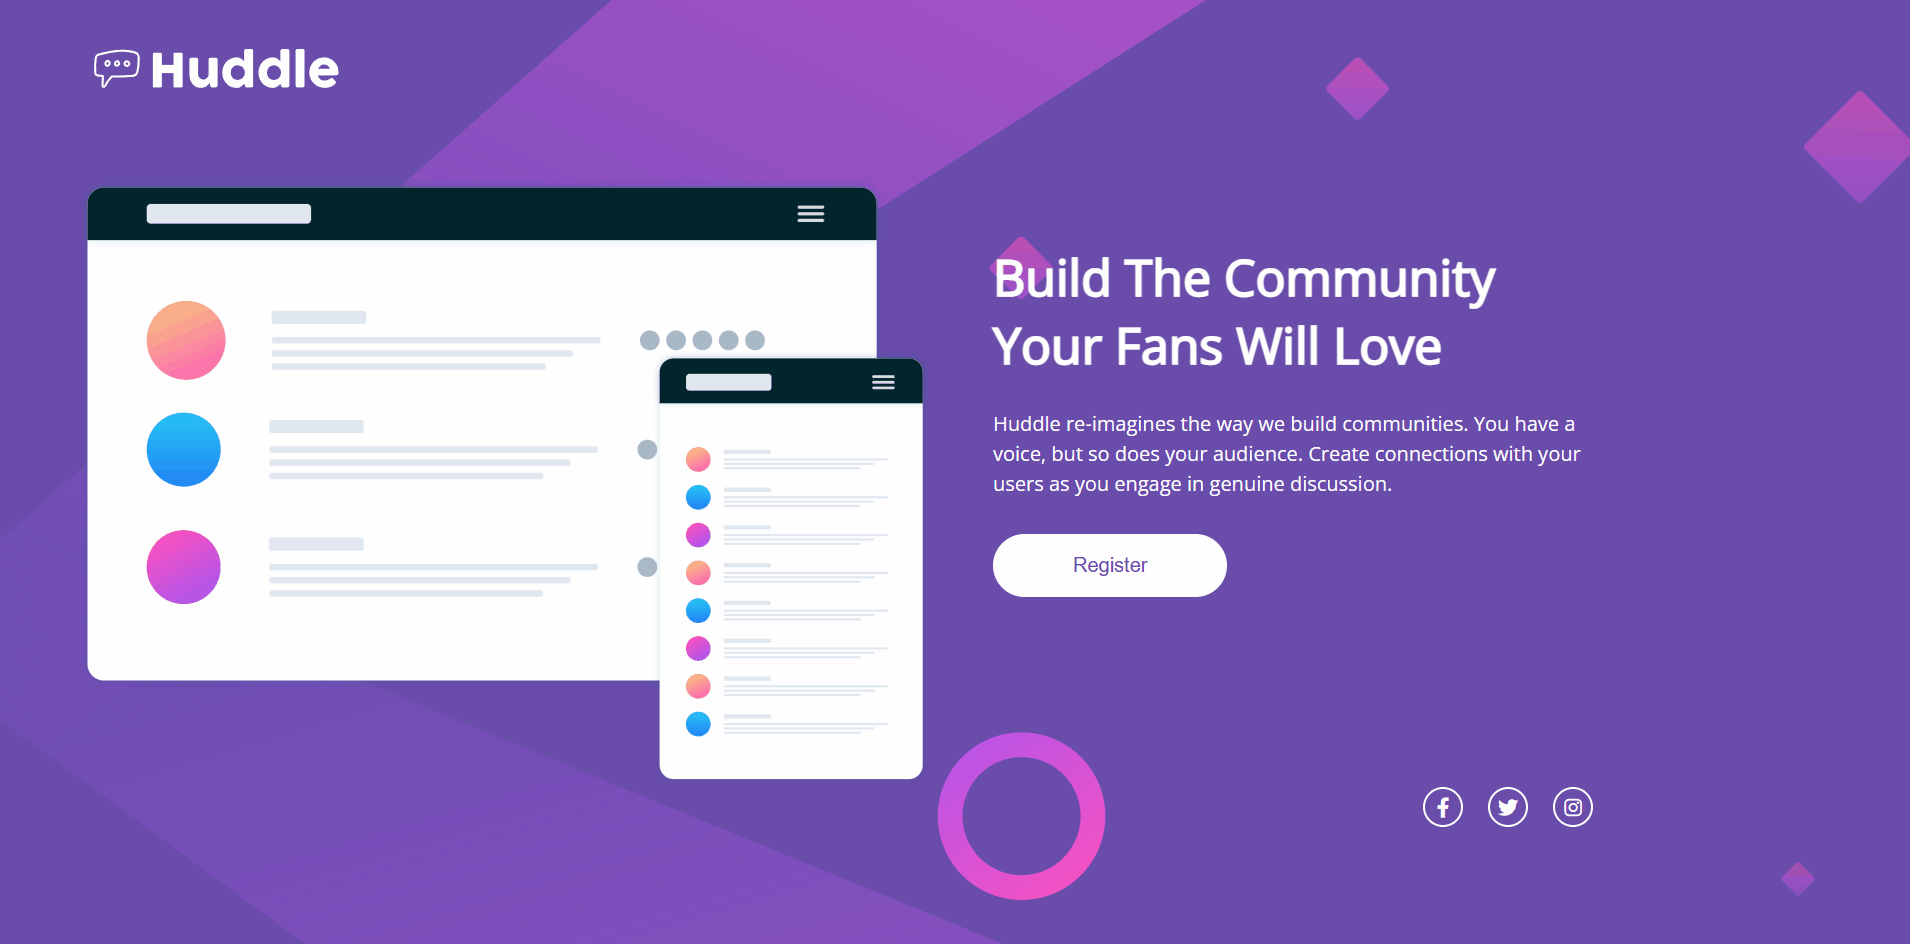 Huddle
Build The Community
Your Fans Will Love
Huddle re-imagines the way we build communities. You have a
voice, but so does your audience. Create connections with your
users as you engage in genuine discussion.
Register